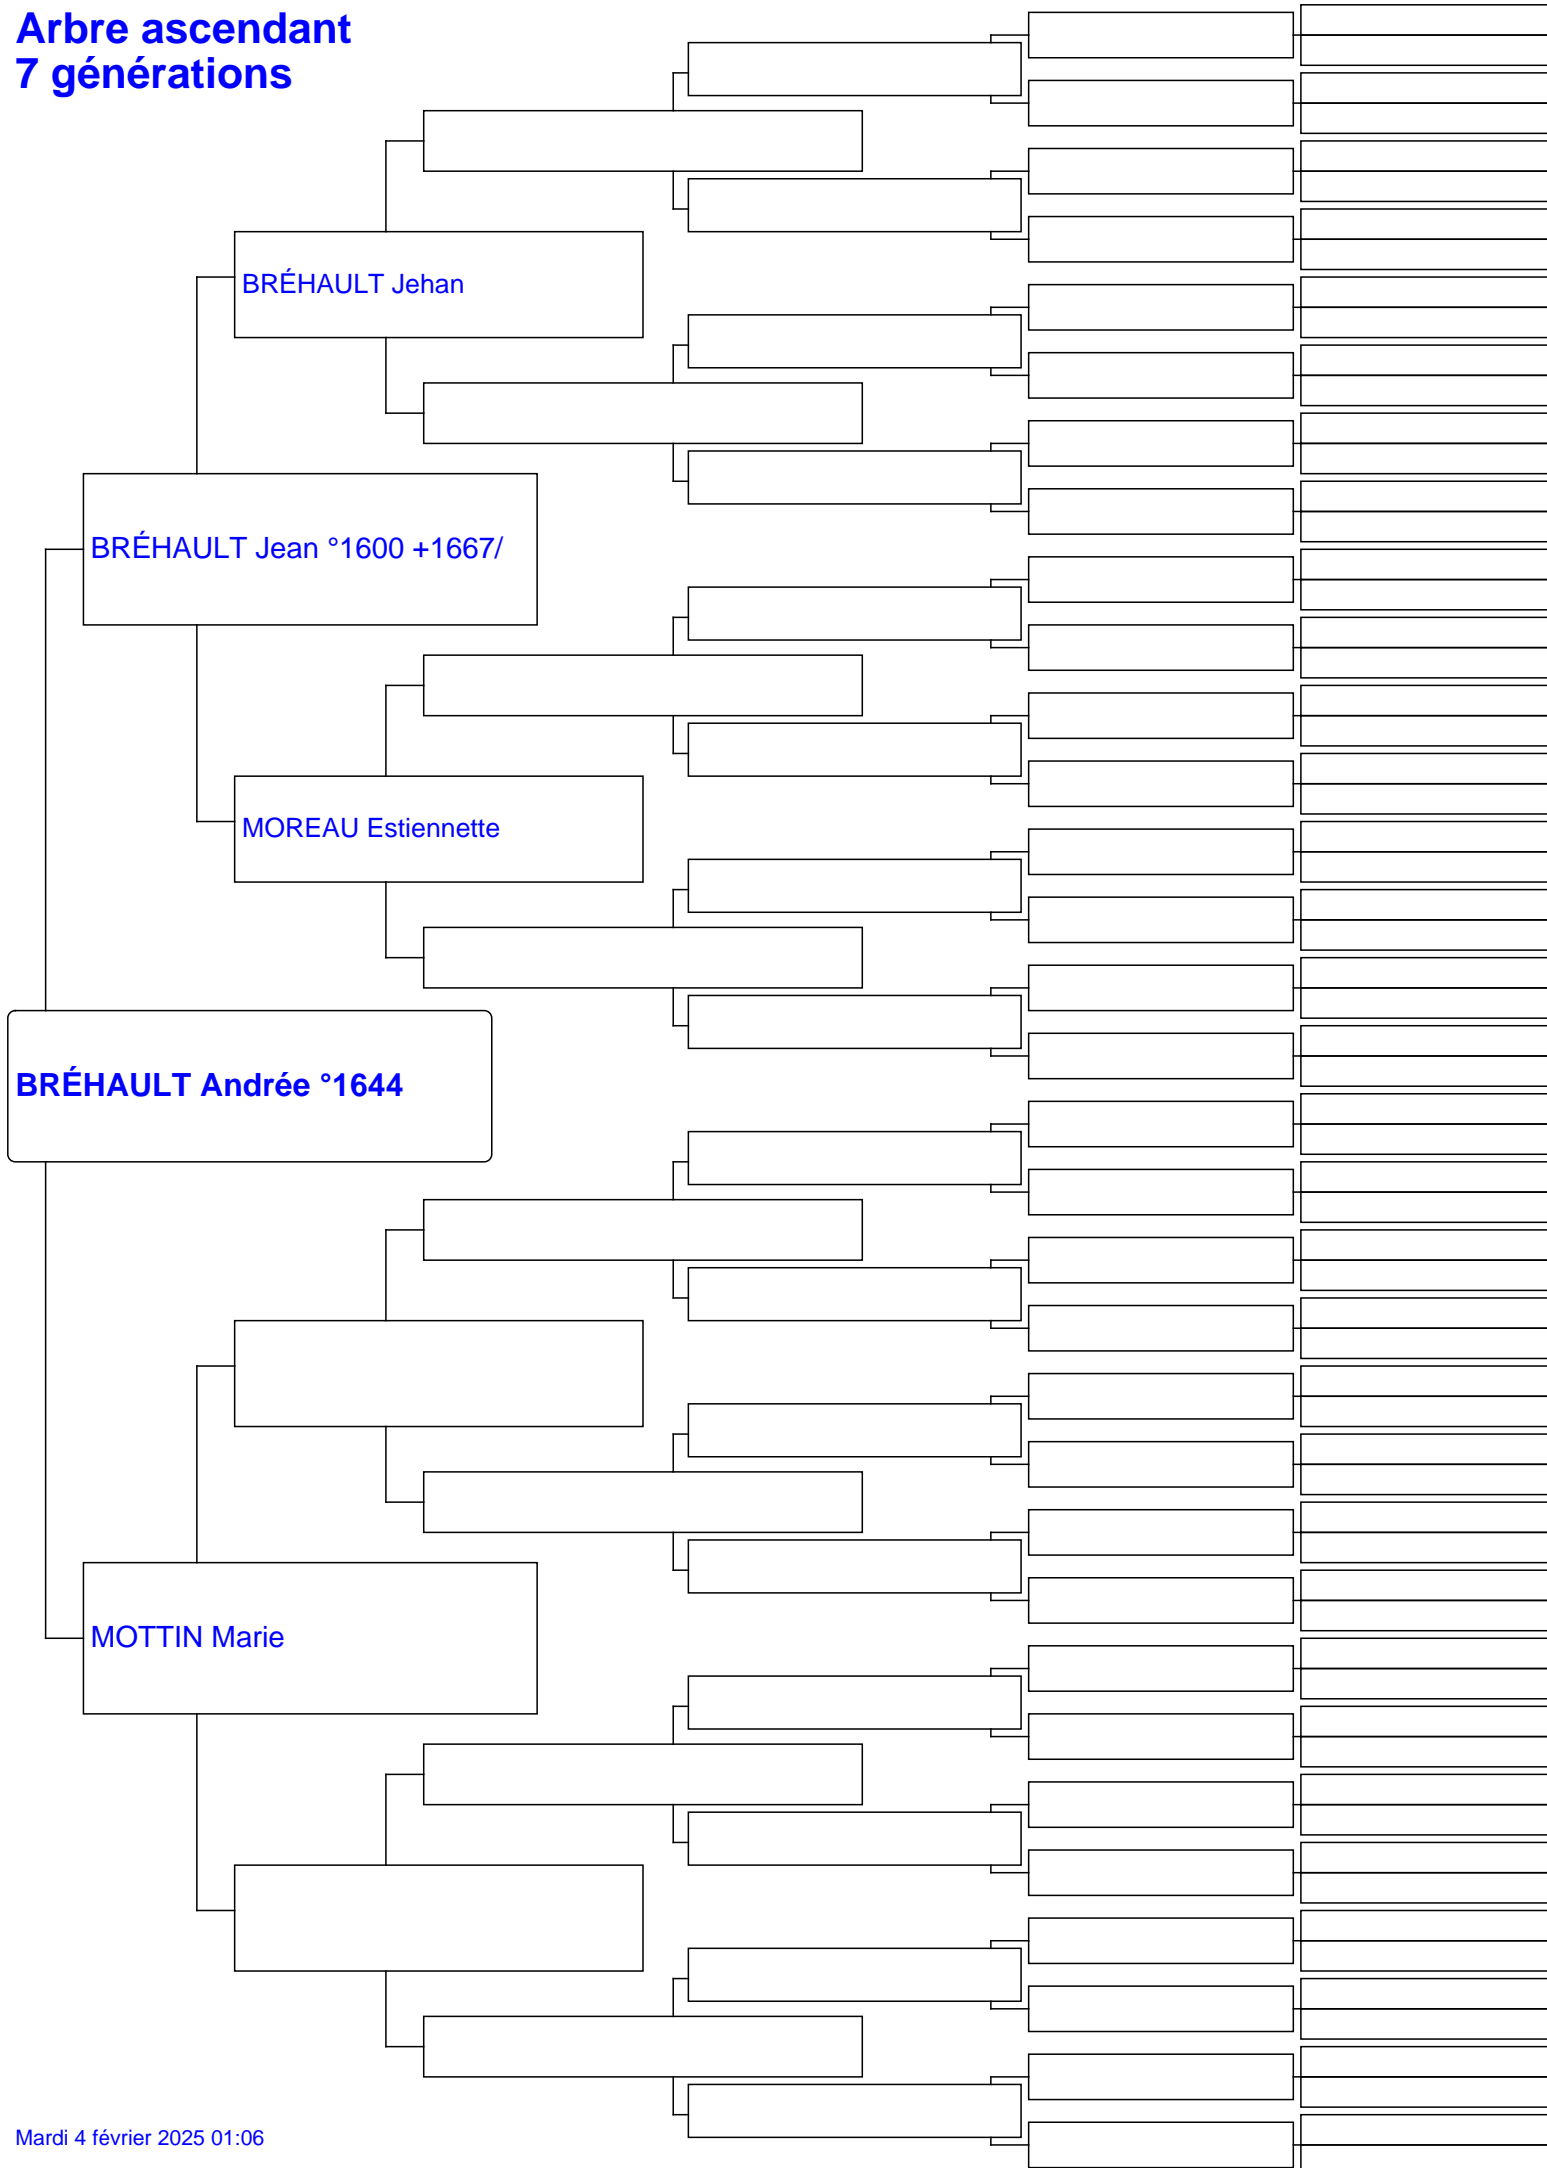 Arbre ascendant
7 générations
BRÉHAULT Jehan
BRÉHAULT Jean °1600 +1667/
MOREAU Estiennette
BRÉHAULT Andrée °1644
MOTTIN Marie
Mardi 4 février 2025 01:06